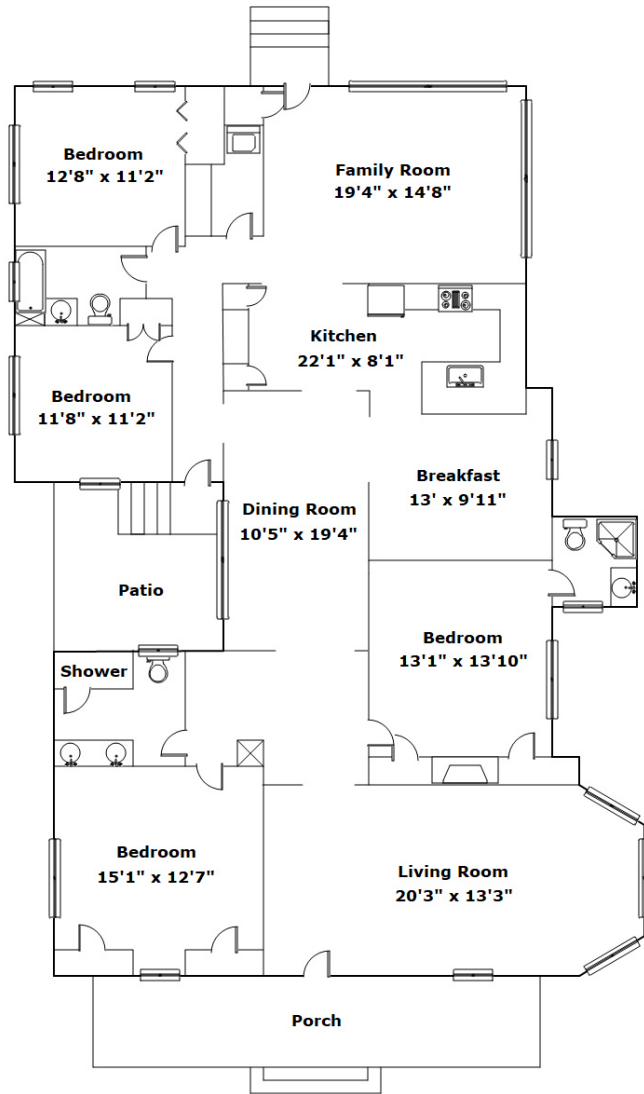 Bedroom
12'8" x 11'2"
Family Room
19'4" x 14'8"
Kitchen
22'1" x 8'1"
Bedroom
11'8" x 11'2"
Breakfast
13' x 9'11"
Dining Room
10'5" x 19'4"
Patio
Bedroom
13'1" x 13'10"
Shower
Bedroom
15'1" x 12'7"
Living Room
20'3" x 13'3"
Porch